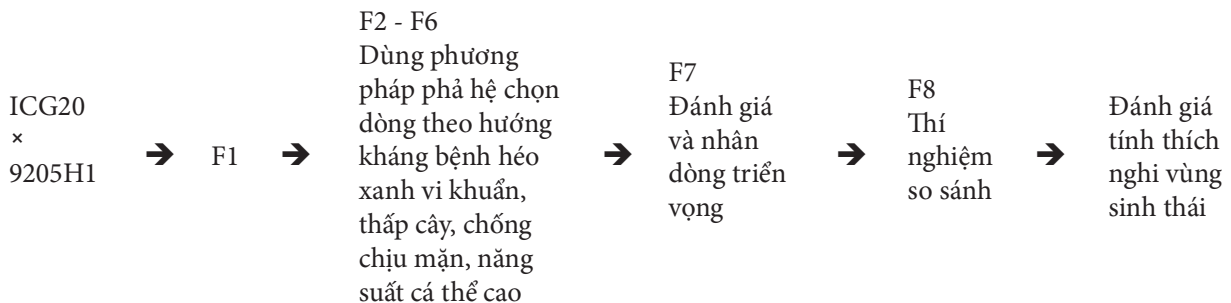 ICG20
×
9205H1
➔
F1
➔
F2 - F6
Dùng phương
pháp phả hệ chọn
dòng theo hướng
kháng bệnh héo
xanh vi khuẩn,
thấp cây, chống
chịu mặn, năng
suất cá thể cao
➔
F7
Đánh giá
và nhân
dòng triển
vọng
➔
F8
Thí
nghiệm
so sánh
➔
Đánh giá
tính thích
nghi vùng
sinh thái